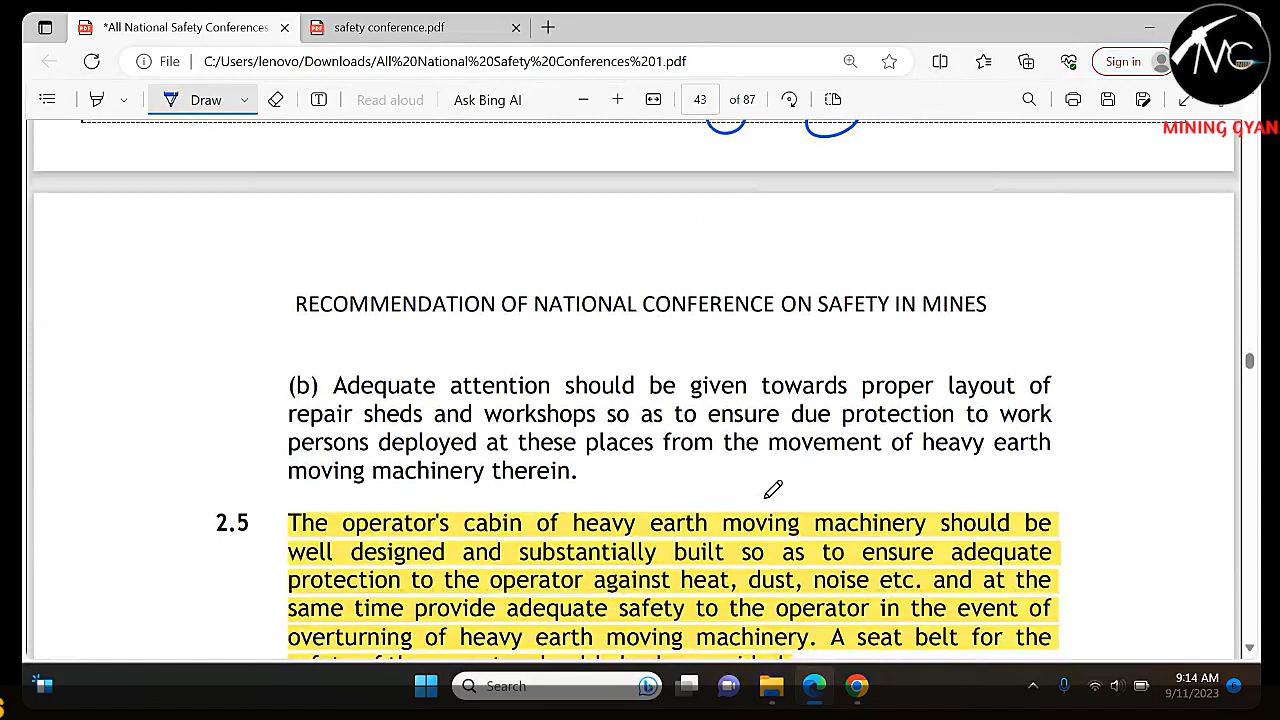 *All National Safety Conferences
safety conference.pdf
File
C:/Users/lenovo/Downloads/All%20National%20Safety%20Conferences%201.pdf
Sign in
MC
MINING GYAN
Draw
Read aloud
Ask Bing AI
43
of 87
RECOMMENDATION OF NATIONAL CONFERENCE ON SAFETY IN MINES
(b) Adequate attention should be given towards proper layout of
repair sheds and workshops so as to ensure due protection to work
persons deployed at these places from the movement of heavy earth
moving machinery therein.
2.5 The operator's cabin of heavy earth moving machinery should be
well designed and substantially built so as to ensure adequate
protection to the operator against heat, dust, noise etc. and at the
same time provide adequate safety to the operator in the event of
overturning of heavy earth moving machinery. A seat belt for the
Search
9:14 AM
9/11/2023